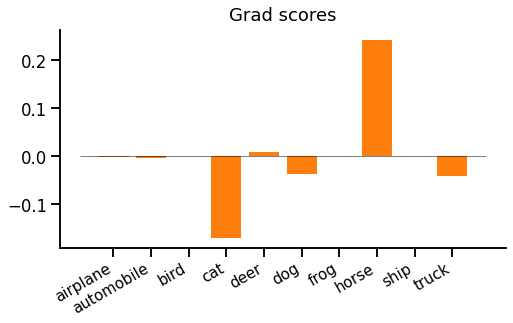 Grad scores
0.2
0.1
0.0
−0.1
airplane
automobile
bird
cat
deer
dog
frog
horse
ship
truck